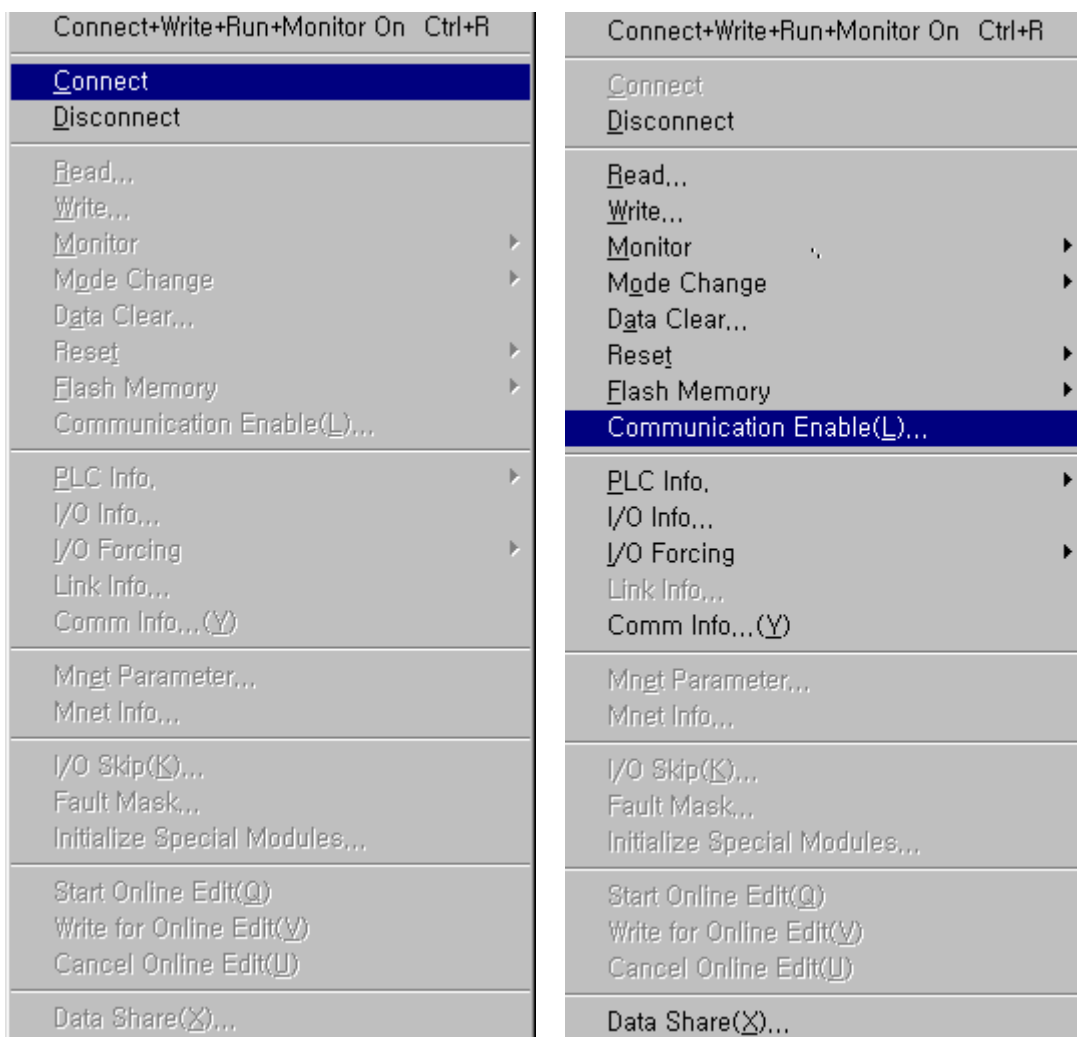 Connect+Write+Run+Monitor On Ctrl+R
Connect
Disconnect
Read...
Write...
Monitor
Mode Change
Data Clear...
Reset
Flash Memory
Communication Enable(L)...
PLC Info.
I/O Info...
I/O Forcing
Link Info...
Comm Info...(Y)
Mnet Parameter...
Mnet Info...
I/O Skip(K)...
Fault Mask...
Initialize Special Modules...
Start Online Edit(Q)
Write for Online Edit(V)
Cancel Online Edit(U)
Data Share(X)...
Connect+Write+Run+Monitor On Ctrl+R
Connect
Disconnect
Read...
Write...
Monitor
Mode Change
Data Clear...
Reset
Flash Memory
Communication Enable(L)...
PLC Info.
I/O Info...
I/O Forcing
Link Info...
Comm Info...(Y)
Mnet Parameter...
Mnet Info...
I/O Skip(K)...
Fault Mask...
Initialize Special Modules...
Start Online Edit(Q)
Write for Online Edit(V)
Cancel Online Edit(U)
Data Share(X)...